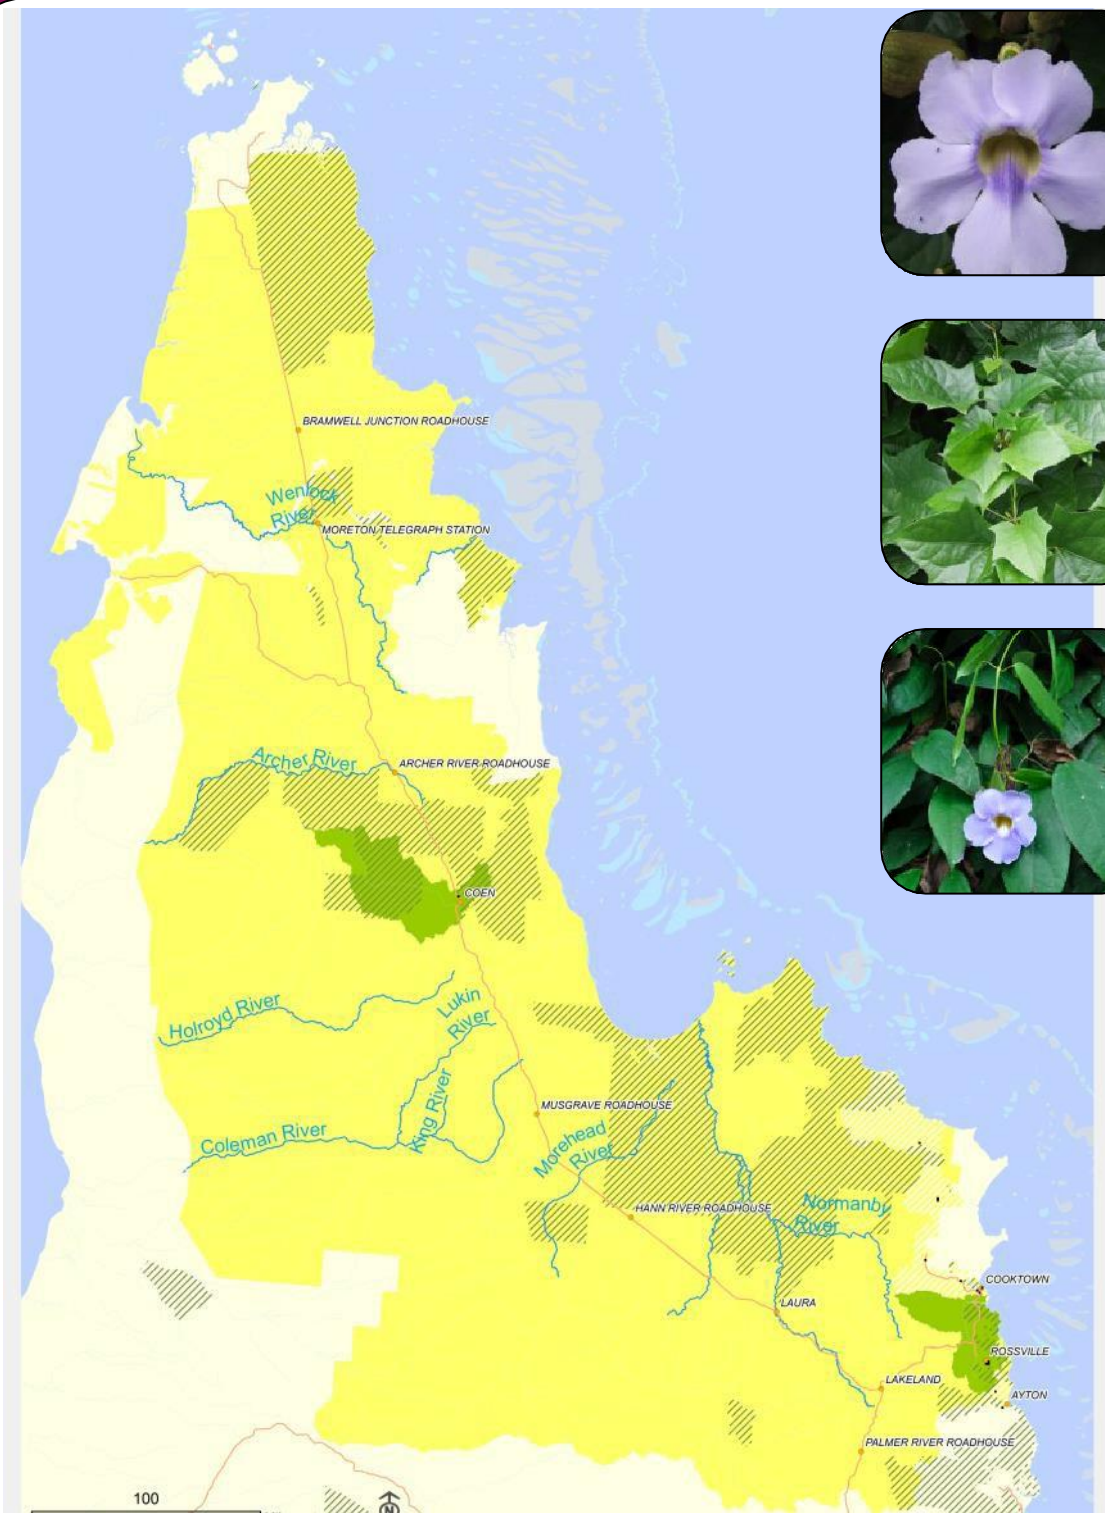 BRAMWELL JUNCTION ROADHOUSE
Wenlock
River
MORETON TELEGRAPH STATION
Archer River
ARCHER RIVER ROADHOUSE
COEN
Holroyd River
Lukin
River
King River
MUSGRAVE ROADHOUSE
Coleman River
Morehead
River
HANN RIVER ROADHOUSE
Normanby
River
COOKTOWN
LAURA
ROSSVILLE
LAKELAND
AYTON
PALMER RIVER ROADHOUSE
100
N